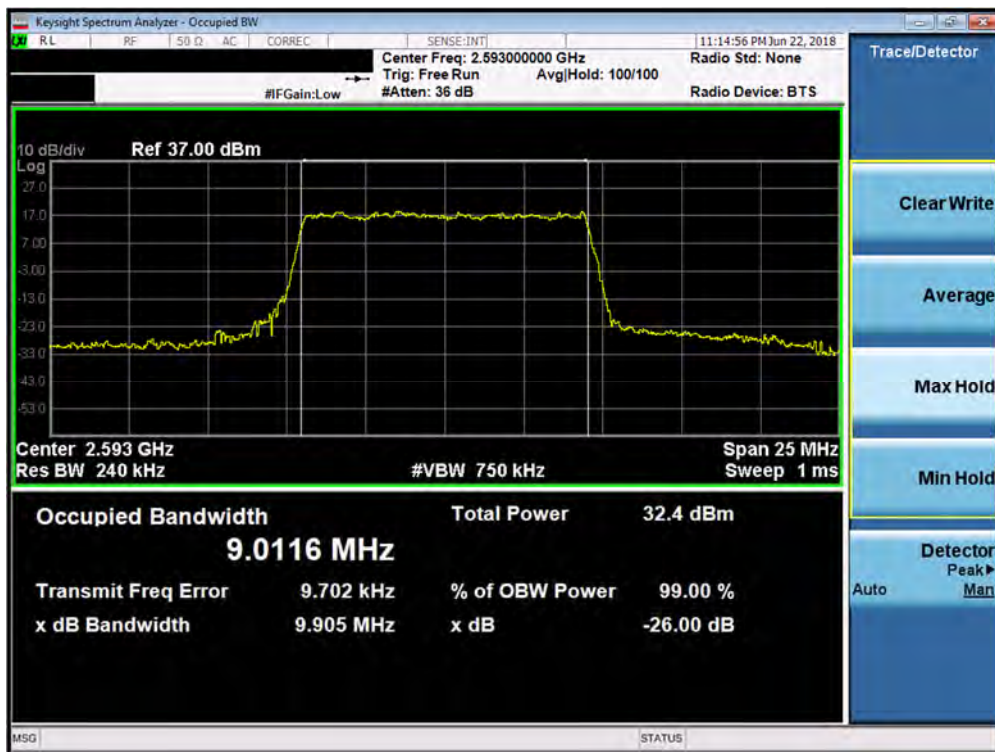 Keysight Spectrum Analyzer - Occupied BW
RL RF 50 Ω AC CORREC SENSE:INT 11:14:56 PM Jun 22, 2018
Center Freq: 2.593000000 GHz Radio Std: None
Trig: Free Run Avg|Hold: 100/100
#IFGain:Low #Atten: 36 dB Radio Device: BTS
10 dB/div Ref 37.00 dBm
Log
27.0
17.0
7.00
-3.00
-13.0
-23.0
-33.0
-43.0
-53.0
Center 2.593 GHz Span 25 MHz
Res BW 240 kHz #VBW 750 kHz Sweep 1 ms
Occupied Bandwidth Total Power 32.4 dBm
9.0116 MHz
Transmit Freq Error 9.702 kHz % of OBW Power 99.00 %
x dB Bandwidth 9.905 MHz x dB -26.00 dB
MSG STATUS
Trace/Detector
Clear Write
Average
Max Hold
Min Hold
Detector
Peak
Auto Man